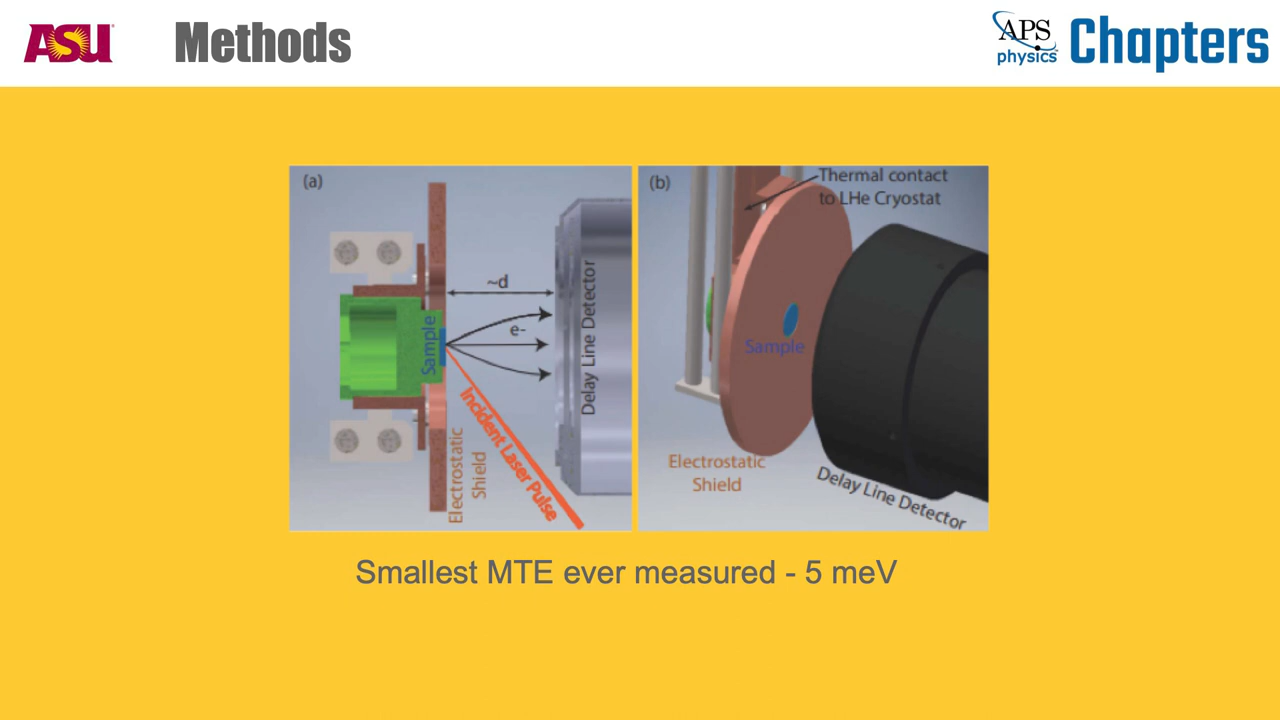 ASU
Methods
APS
physics
Chapters
(a)
~d
e-
Sample
Delay Line Detector
Incident Laser Pulse
Electrostatic
Shield
(b)
Thermal contact
to LHe Cryostat
Sample
Electrostatic
Shield
Delay Line Detector
Smallest MTE ever measured - 5 meV